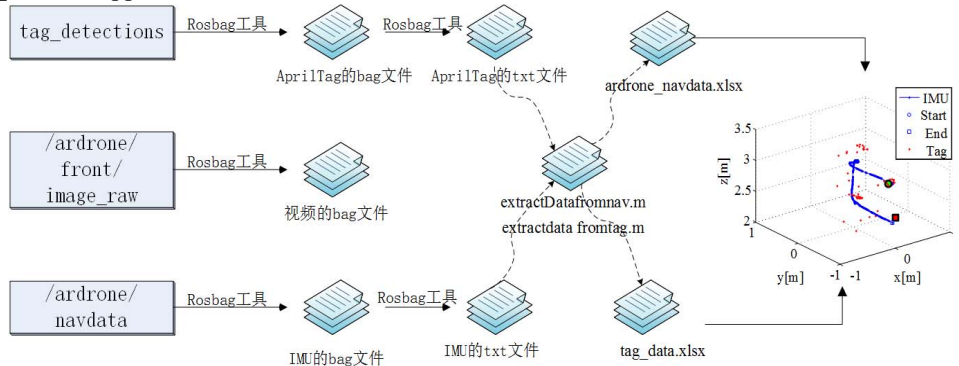 tag_detections
Rosbag工具
Rosbag工具
AprilTag的bag文件
AprilTag的txt文件
ardrone_navdata.xlsx
/ardrone/
front/
image_raw
Rosbag工具
视频的bag文件
extractDatafromnav.m
extractdata fromtag.m
/ardrone/
navdata
Rosbag工具
Rosbag工具
IMU的bag文件
IMU的txt文件
tag_data.xlsx
IMU
Start
End
Tag
3.5
3
2.5
2
z[m]
1
0
-1
y[m]
-1
0
x[m]